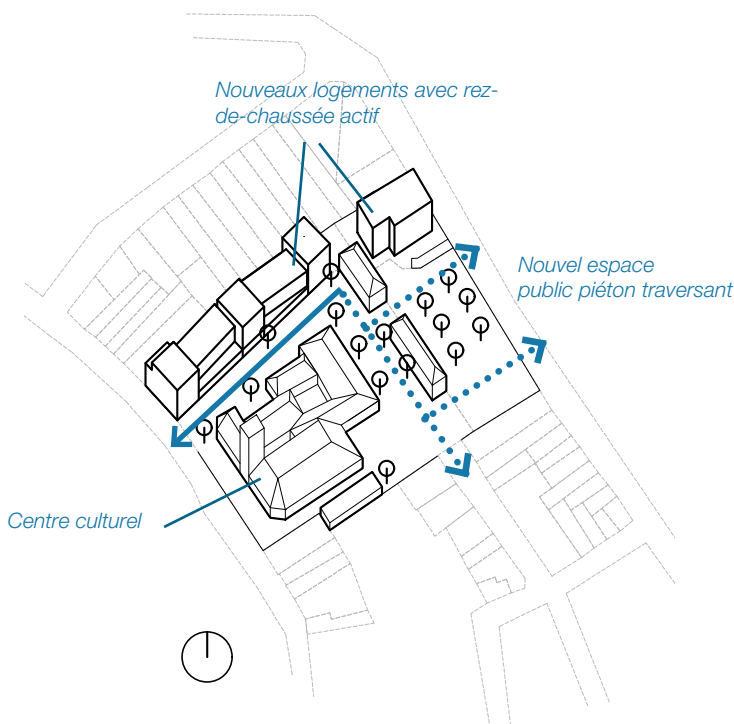 Nouveaux logements avec rez-
de-chaussée actif
Nouvel espace
public piéton traversant
Centre culturel